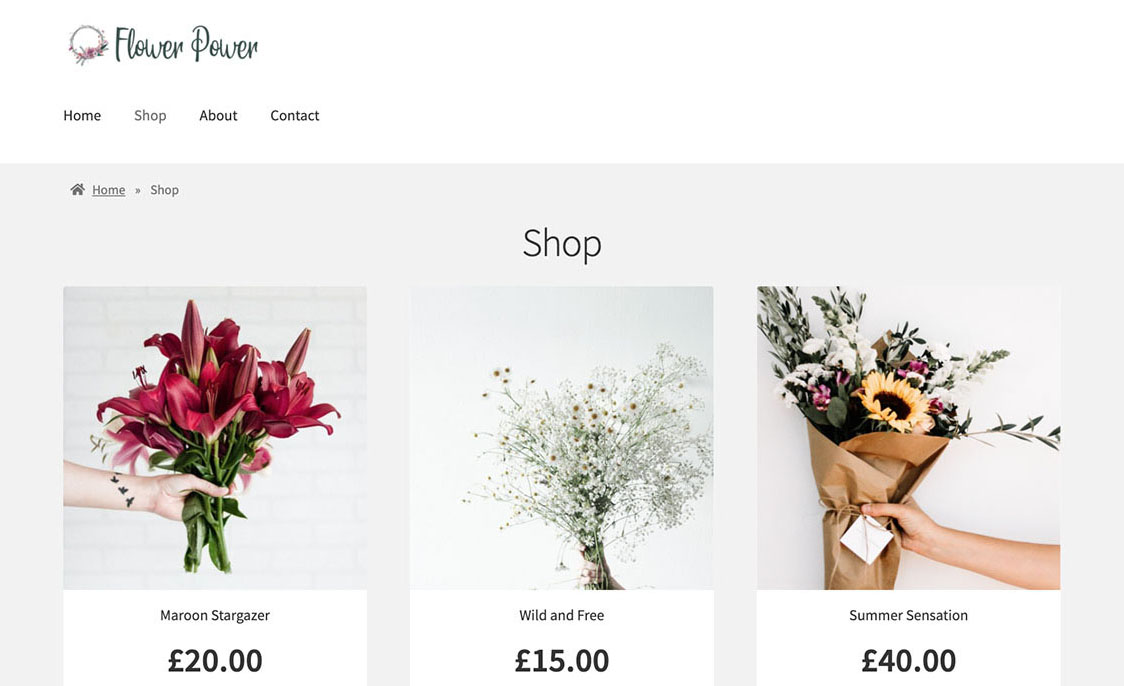 Flower Power
Home Shop About Contact
Home » Shop
Shop
Maroon Stargazer
£20.00
Wild and Free
£15.00
Summer Sensation
£40.00